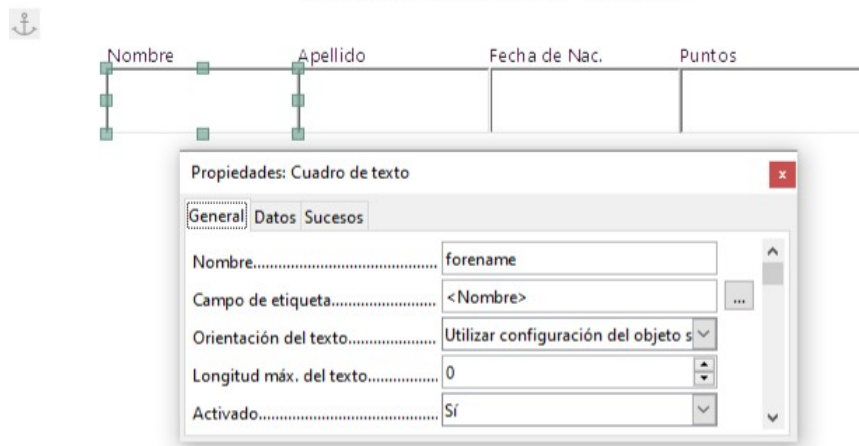 Nombre Apellido Fecha de Nac. Puntos
Propiedades: Cuadro de texto x
General Datos Sucesos
Nombre............................................ forename
Campo de etiqueta......................... <Nombre> ...
Orientación del texto..................... Utilizar configuración del objeto s
Longitud máx. del texto................. 0
Activado.......................................... Sí